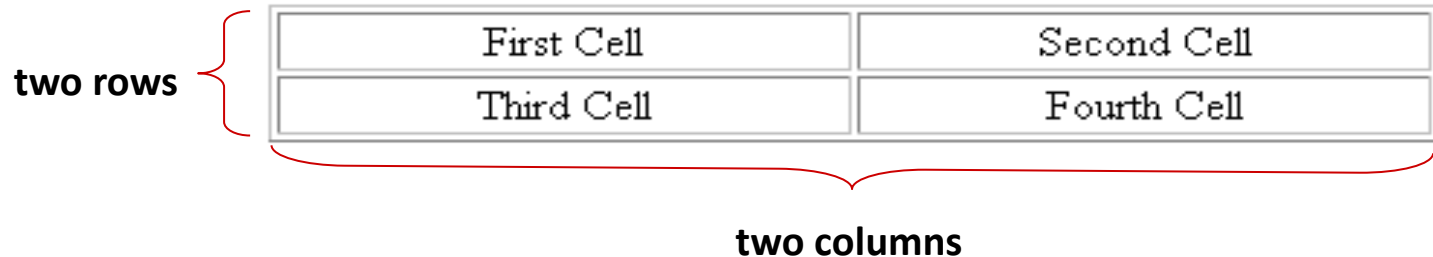 First Cell Second Cell
two rows
Third Cell Fourth Cell
two columns